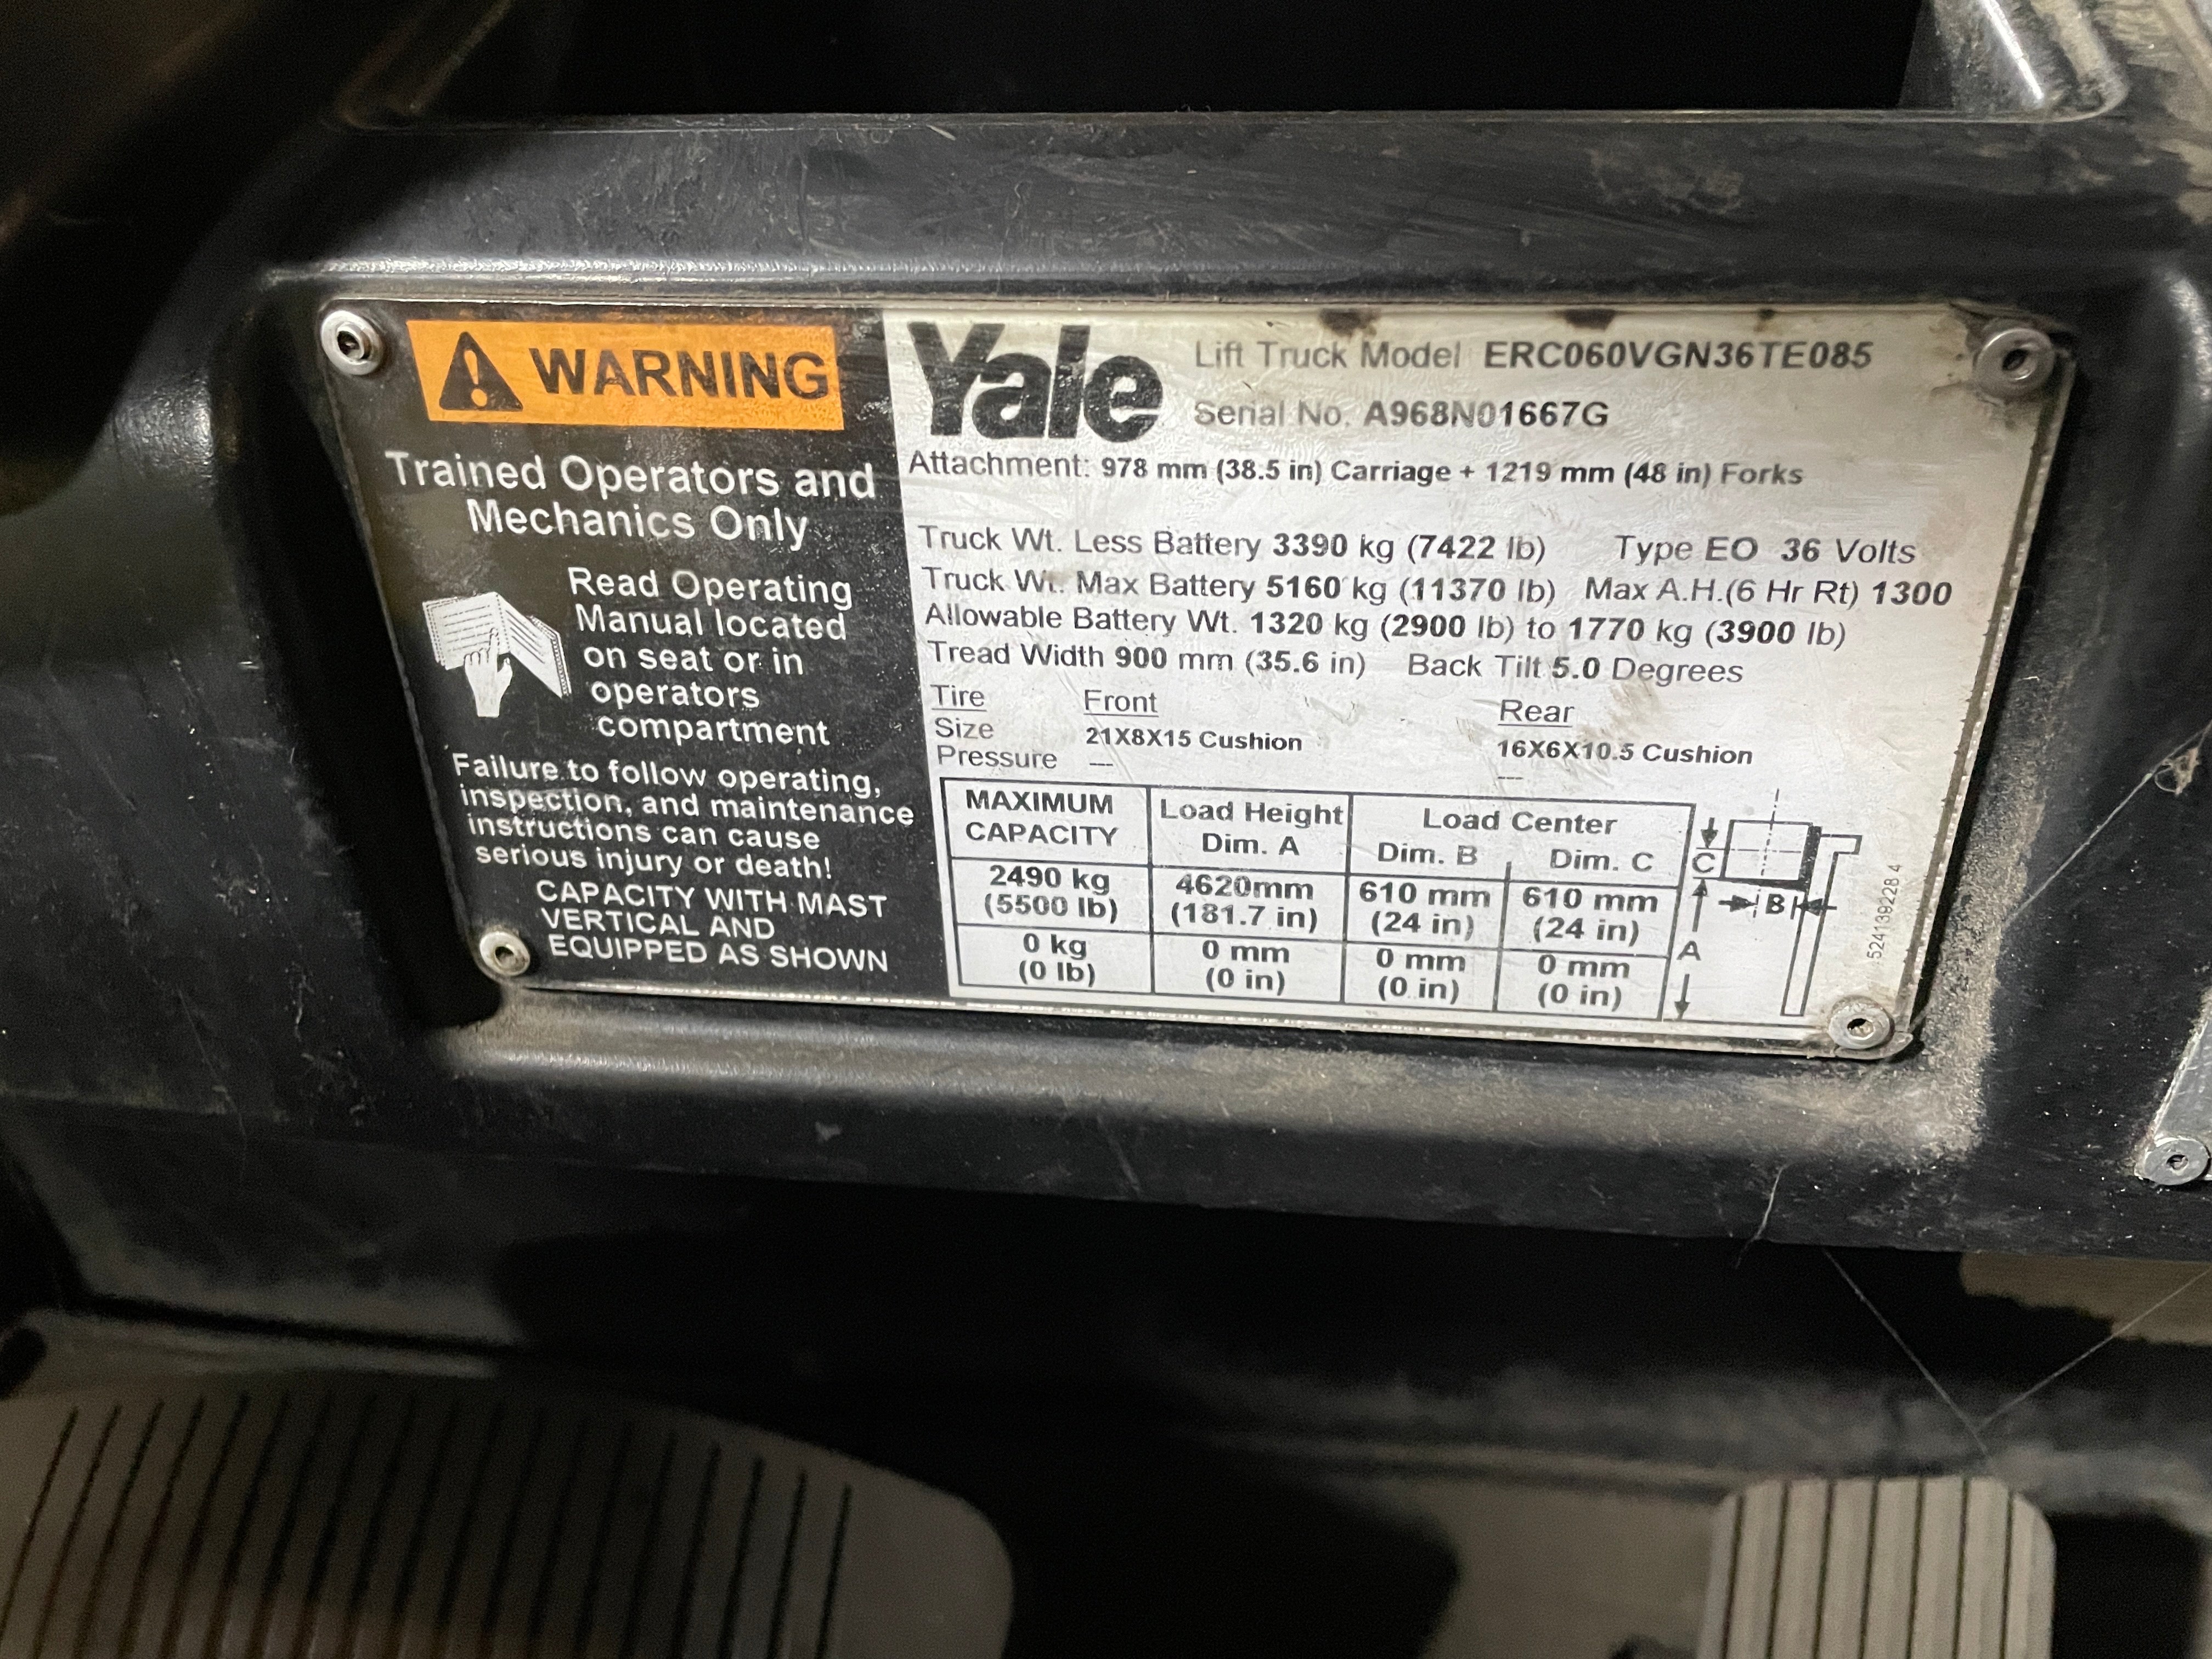 WARNING
Trained Operators and
Mechanics Only
Read Operating
Manual located
on seat or in
operators
compartment
Failure to follow operating,
inspection, and maintenance
instructions can cause
serious injury or death!
CAPACITY WITH MAST
VERTICAL AND
EQUIPPED AS SHOWN
Yale
Lift Truck Model ERC060VGN36TE085
Serial No. A968N01667G
Attachment: 978 mm (38.5 in) Carriage + 1219 mm (48 in) Forks
Truck Wt. Less Battery 3390 kg (7422 lb) Type EO 36 Volts
Truck Wt. Max Battery 5160 kg (11370 lb) Max A.H.(6 Hr Rt) 1300
Allowable Battery Wt. 1320 kg (2900 lb) to 1770 kg (3900 lb)
Tread Width 900 mm (35.6 in) Back Tilt 5.0 Degrees
Tire Front Rear
Size 21X8X15 Cushion 16X6X10.5 Cushion
Pressure --- ---
MAXIMUM Load Height Load Center
CAPACITY Dim. A Dim. B Dim. C
2490 kg 4620mm 610 mm 610 mm
(5500 lb) (181.7 in) (24 in) (24 in)
0 kg 0 mm 0 mm 0 mm
(0 lb) (0 in) (0 in) (0 in)
C
B
A
524139228 4